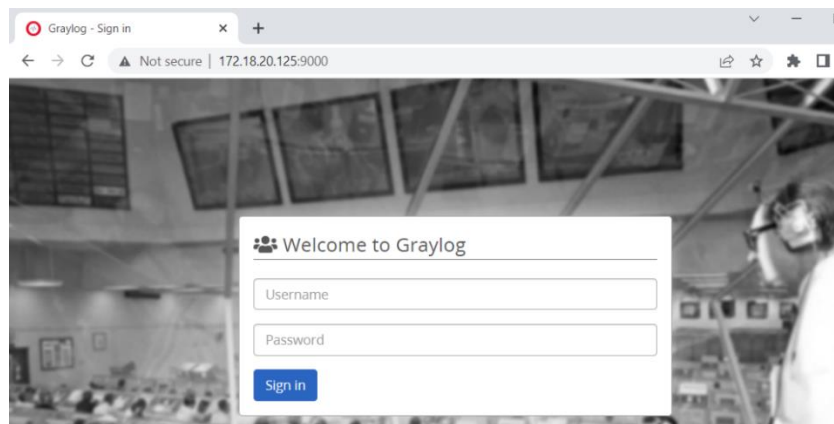 Graylog - Sign in
Not secure | 172.18.20.125:9000
Welcome to Graylog
Username
Password
Sign in